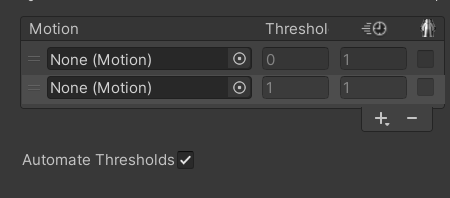 Motion Threshol
None (Motion) 0 1
None (Motion) 1 1
+ −
Automate Thresholds